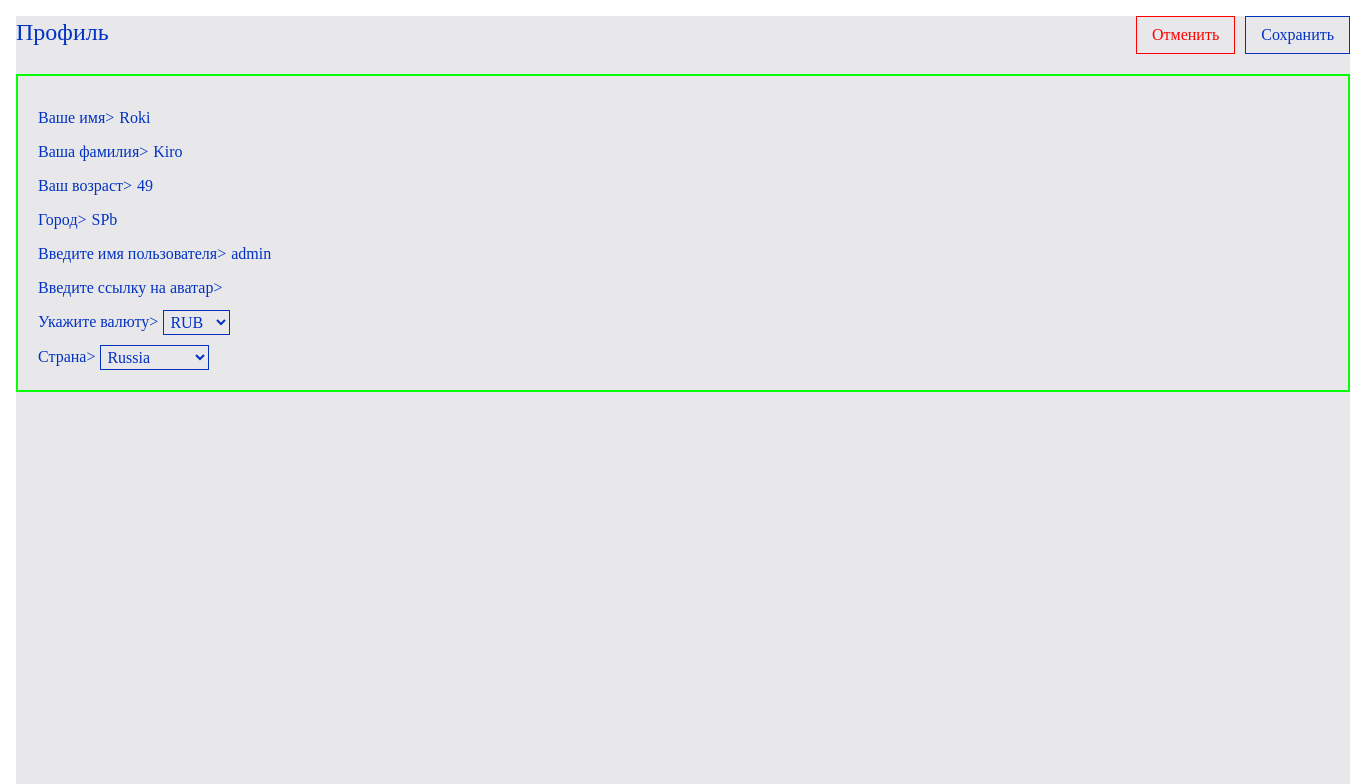 Профиль
Отменить
Сохранить
Ваше имя> Roki
Ваша фамилия> Kiro
Ваш возраст> 49
Город> SPb
Введите имя пользователя> admin
Введите ссылку на аватар>
Укажите валюту> RUB
Страна> Russia